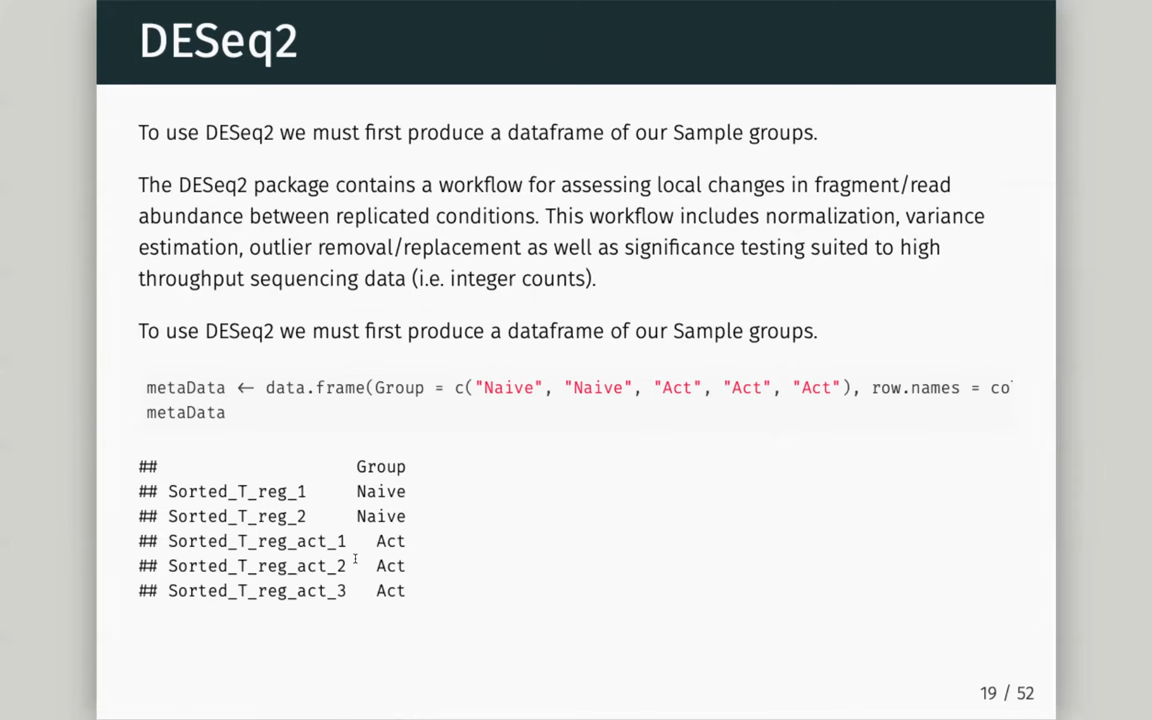 DESeq2
To use DESeq2 we must first produce a dataframe of our Sample groups.
The DESeq2 package contains a workflow for assessing local changes in fragment/read
abundance between replicated conditions. This workflow includes normalization, variance
estimation, outlier removal/replacement as well as significance testing suited to high
throughput sequencing data (i.e. integer counts).
To use DESeq2 we must first produce a dataframe of our Sample groups.
metaData ← data.frame(Group = c("Naive", "Naive", "Act", "Act", "Act"), row.names = co
metaData
## Group
## Sorted_T_reg_1 Naive
## Sorted_T_reg_2 Naive
## Sorted_T_reg_act_1 Act
## Sorted_T_reg_act_2 Act
## Sorted_T_reg_act_3 Act
19 / 52